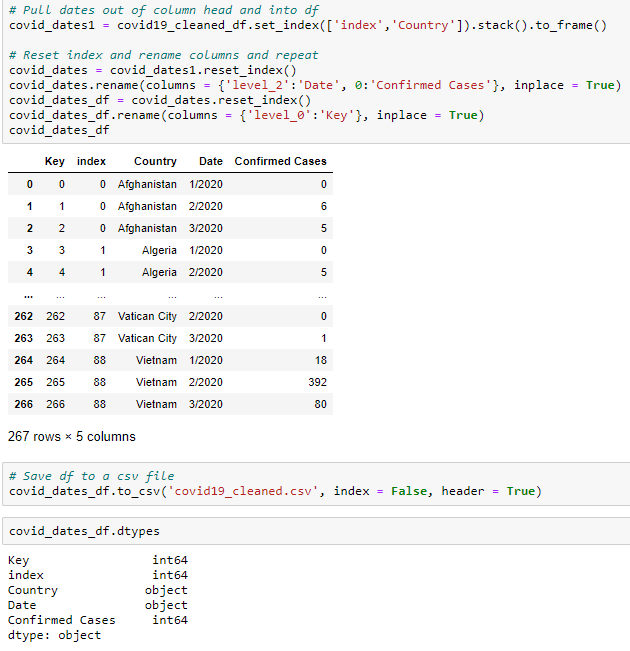 # Pull dates out of column head and into df
covid_dates1 = covid19_cleaned_df.set_index(['index','Country']).stack().to_frame()
# Reset index and rename columns and repeat
covid_dates = covid_dates1.reset_index()
covid_dates.rename(columns = {'level_2':'Date', 0:'Confirmed Cases'}, inplace = True)
covid_dates_df = covid_dates.reset_index()
covid_dates_df.rename(columns = {'level_0':'Key'}, inplace = True)
covid_dates_df
Key index Country Date Confirmed Cases
0 0 0 Afghanistan 1/2020 0
1 1 0 Afghanistan 2/2020 6
2 2 0 Afghanistan 3/2020 5
3 3 1 Algeria 1/2020 0
4 4 1 Algeria 2/2020 5
... ... ... ... ... ...
262 262 87 Vatican City 2/2020 0
263 263 87 Vatican City 3/2020 1
264 264 88 Vietnam 1/2020 18
265 265 88 Vietnam 2/2020 392
266 266 88 Vietnam 3/2020 80
267 rows × 5 columns
# Save df to a csv file
covid_dates_df.to_csv('covid19_cleaned.csv', index = False, header = True)
covid_dates_df.dtypes
Key int64
index int64
Country object
Date object
Confirmed Cases int64
dtype: object